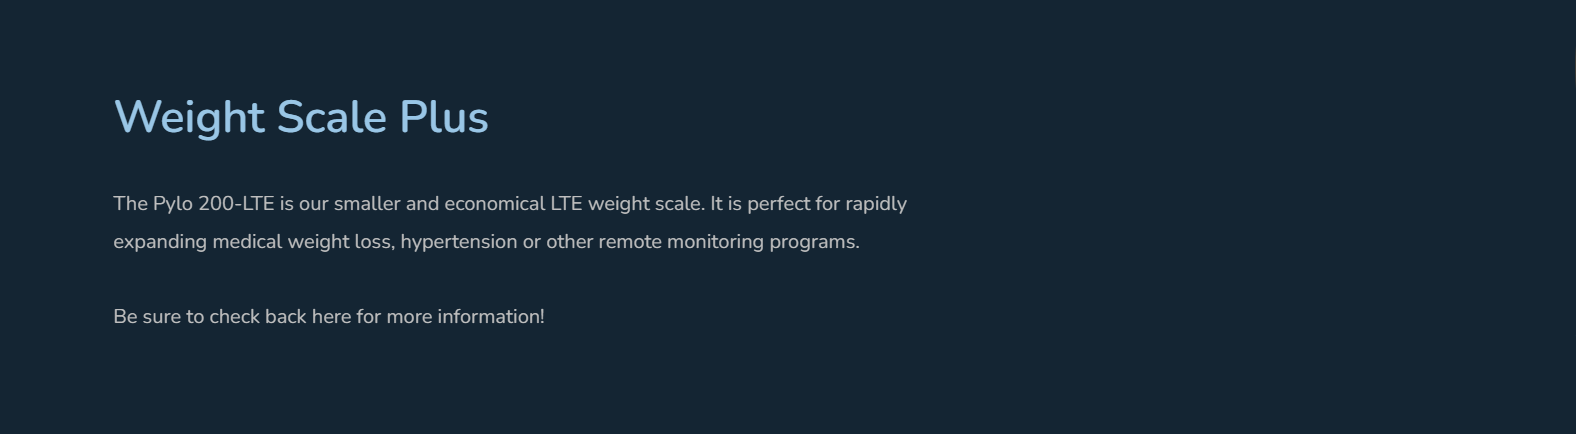 Weight Scale Plus
The Pylo 200-LTE is our smaller and economical LTE weight scale. It is perfect for rapidly
expanding medical weight loss, hypertension or other remote monitoring programs.
Be sure to check back here for more information!